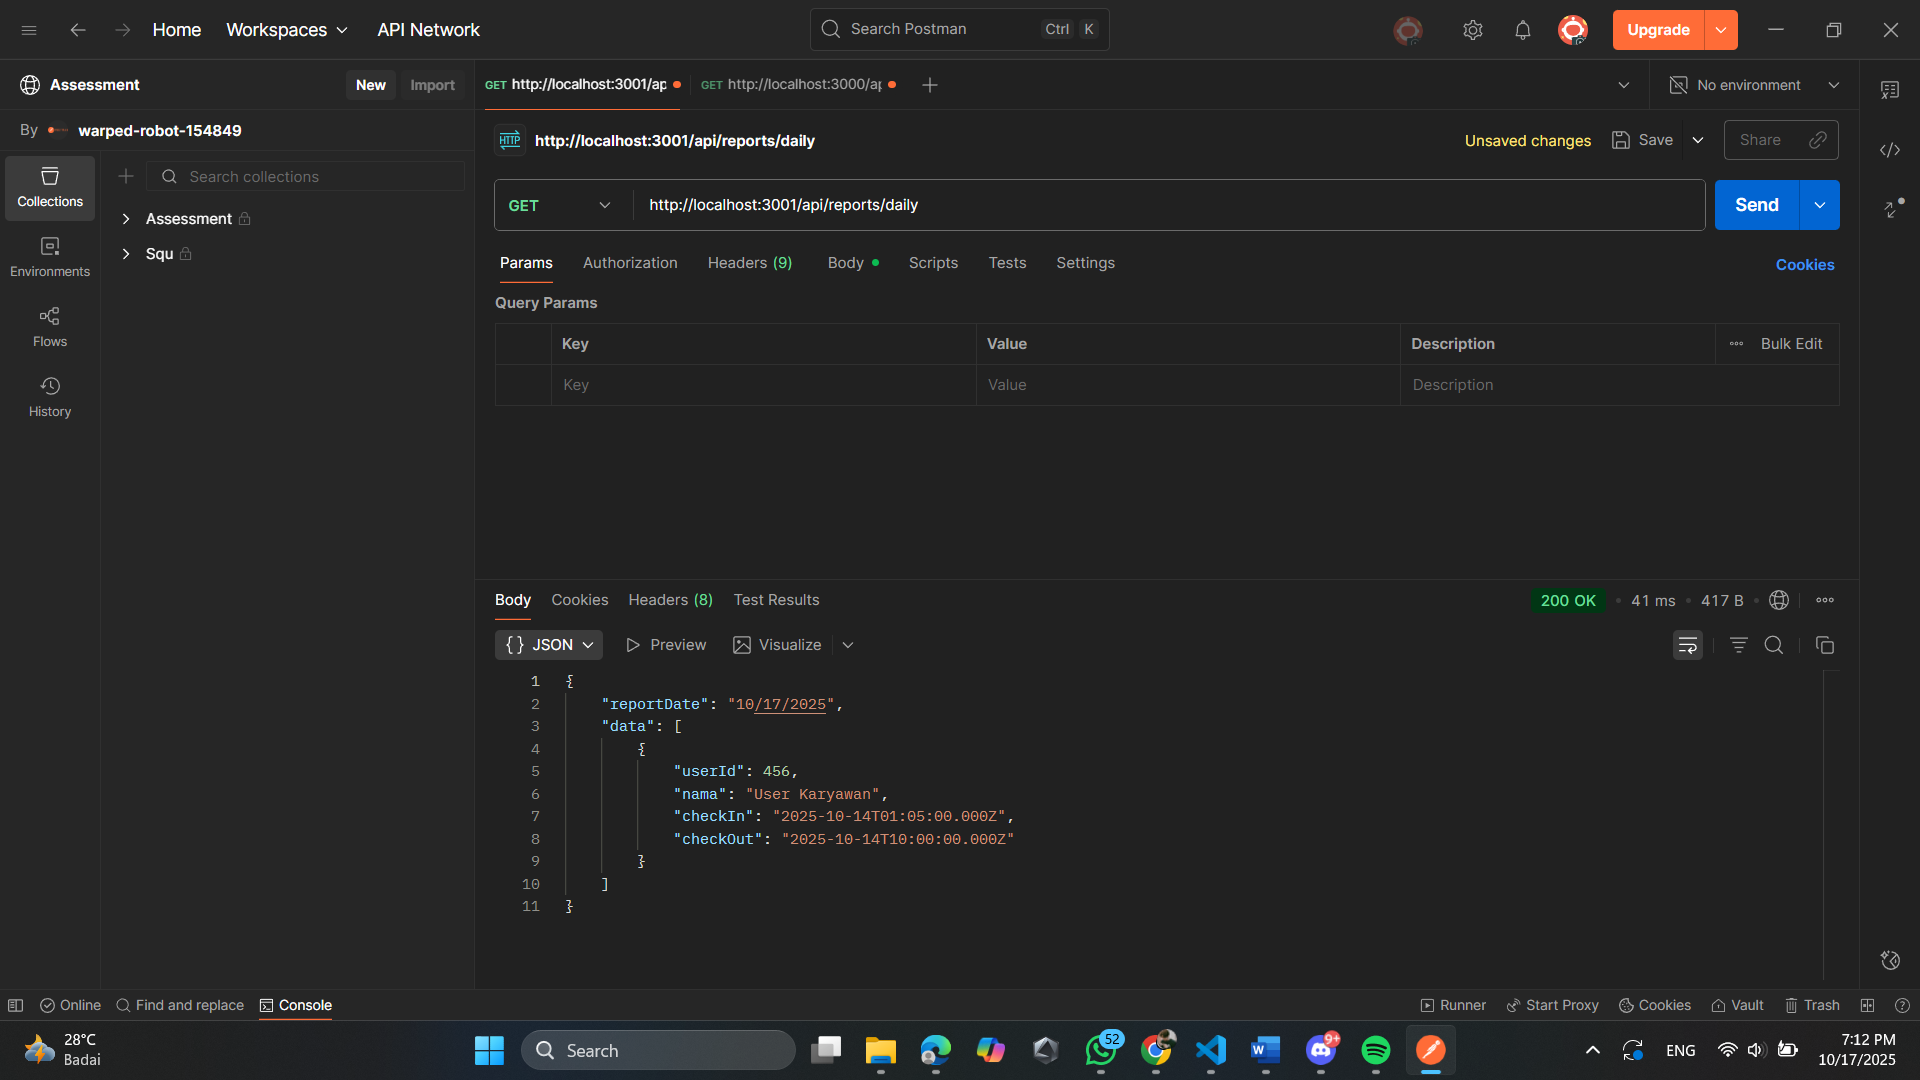 Home Workspaces API Network Search Postman Ctrl K Upgrade
Assessment New Import
GET http://localhost:3001/ap GET http://localhost:3000/ap No environment
By warped-robot-154849
HTTP http://localhost:3001/api/reports/daily Unsaved changes Save Share
Collections
Search collections
Assessment
Squ
Environments
Flows
History
GET http://localhost:3001/api/reports/daily Send
Params Authorization Headers (9) Body Scripts Tests Settings Cookies
Query Params
Key Value Description Bulk Edit
Key Value Description
Body Cookies Headers (8) Test Results 200 OK 41 ms 417 B
{} JSON Preview Visualize
1 {
2 "reportDate": "10/17/2025",
3 "data": [
4 {
5 "userId": 456,
6 "nama": "User Karyawan",
7 "checkIn": "2025-10-14T01:05:00.000Z",
8 "checkOut": "2025-10-14T10:00:00.000Z"
9 }
10 ]
11 }
Online Find and replace Console Runner Start Proxy Cookies Vault Trash
28°C
Badai
Search
52
9+
ENG
7:12 PM
10/17/2025